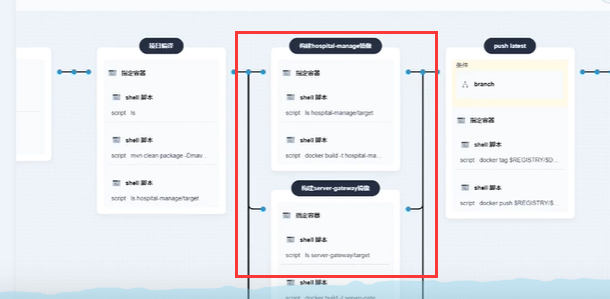 项目编译
指定容器
shell 脚本
script ls
shell 脚本
script mvn clean package -Dmav...
shell 脚本
script ls hospital-manage/target
构建hospital-manage镜像
指定容器
shell 脚本
script ls hospital-manage/target
shell 脚本
script docker build -t hospital-ma...
构建server-gateway镜像
指定容器
shell 脚本
script ls server-gateway/target
shell 脚本
script docker build -t server-gate...
push latest
条件
branch
指定容器
shell 脚本
script docker tag $REGISTRY/$D...
shell 脚本
script docker push $REGISTRY/$...